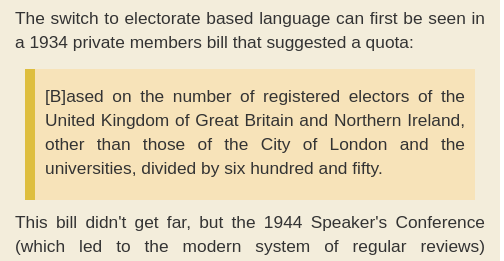 The switch to electorate based language can first be seen in
a 1934 private members bill that suggested a quota:
[B]ased on the number of registered electors of the
United Kingdom of Great Britain and Northern Ireland,
other than those of the City of London and the
universities, divided by six hundred and fifty.
This bill didn't get far, but the 1944 Speaker's Conference
(which led to the modern system of regular reviews)